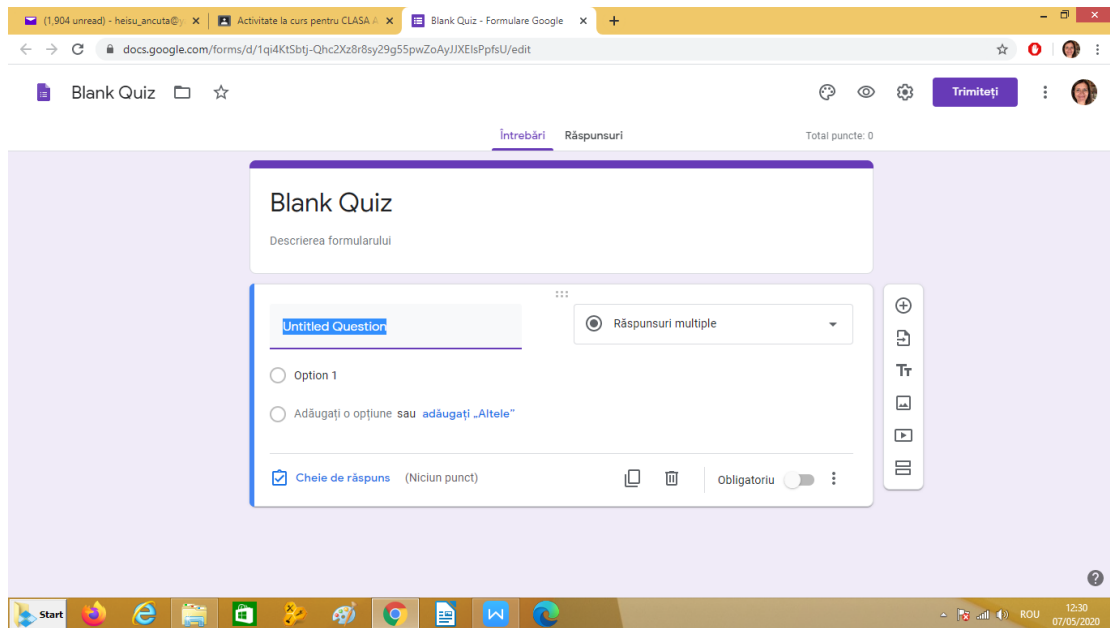 (1,904 unread) - heisu_ancuta@y
Activitate la curs pentru CLASA A
Blank Quiz - Formulare Google
docs.google.com/forms/d/1qi4KtSbtj-Qhc2Xz8r8sy29g55pwZoAyJJXElsPpfsU/edit
Blank Quiz
Trimiteți
Întrebări
Răspunsuri
Total puncte: 0
Blank Quiz
Descrierea formularului
Untitled Question
Răspunsuri multiple
Option 1
Adăugați o opțiune sau adăugați „Altele”
Cheie de răspuns (Niciun punct)
Obligatoriu
Start
ROU
12:30
07/05/2020